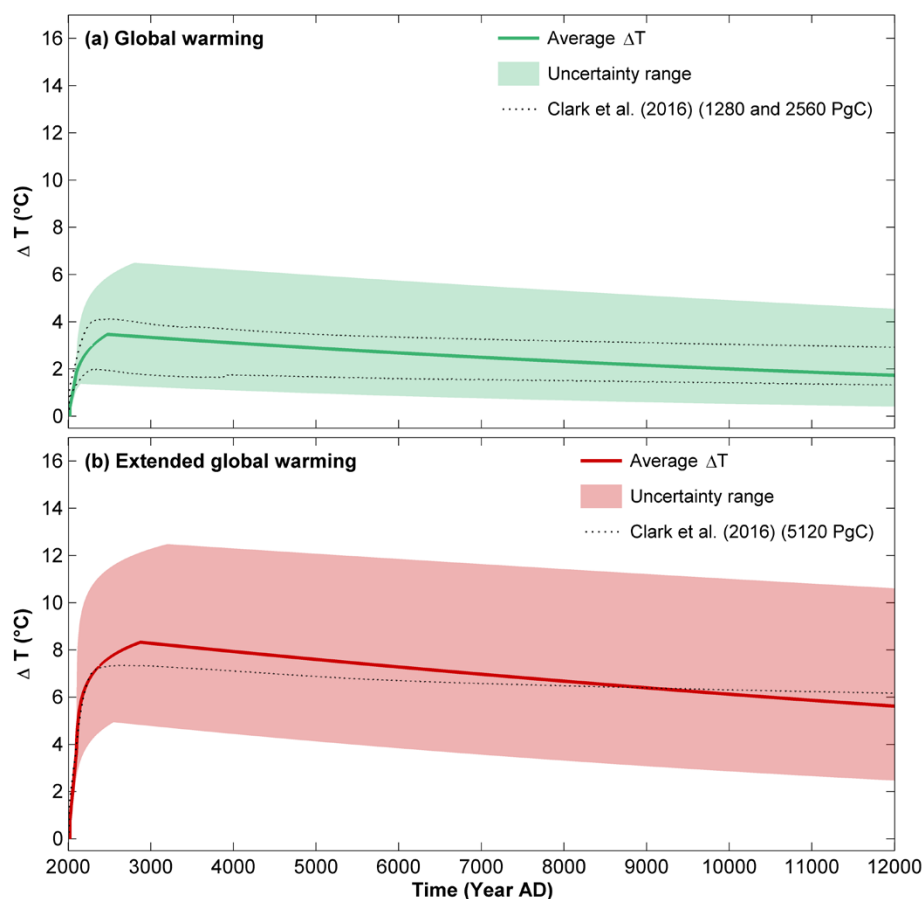 (a) Global warming
Average ΔT
Uncertainty range
Clark et al. (2016) (1280 and 2560 PgC)
16
14
12
10
8
6
4
2
0
Δ T (°C)
(b) Extended global warming
Average ΔT
Uncertainty range
Clark et al. (2016) (5120 PgC)
16
14
12
10
8
6
4
2
0
Δ T (°C)
2000 3000 4000 5000 6000 7000 8000 9000 10000 11000 12000
Time (Year AD)